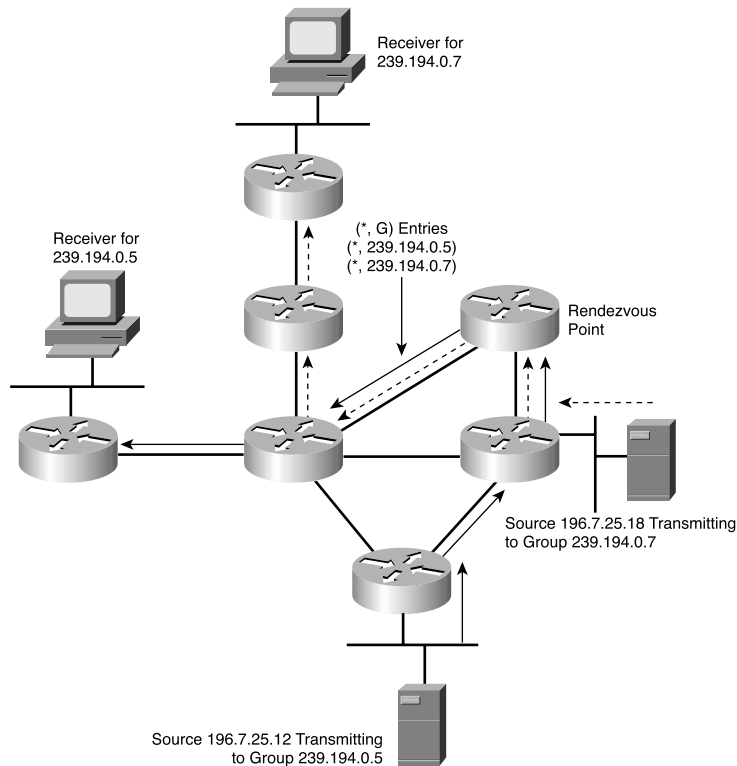 Receiver for
239.194.0.7
(*, G) Entries
(*, 239.194.0.5)
(*, 239.194.0.7)
Receiver for
239.194.0.5
Rendezvous
Point
Source 196.7.25.18 Transmitting
to Group 239.194.0.7
Source 196.7.25.12 Transmitting
to Group 239.194.0.5